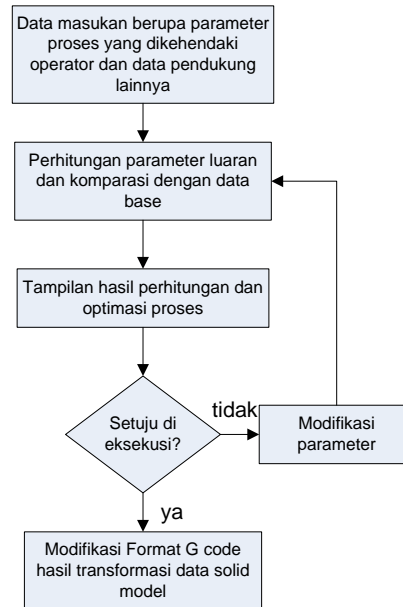 Data masukan berupa parameter
proses yang dikehendaki
operator dan data pendukung
lainnya
Perhitungan parameter luaran
dan komparasi dengan data
base
Tampilan hasil perhitungan dan
optimasi proses
Setuju di
eksekusi?
tidak
Modifikasi
parameter
ya
Modifikasi Format G code
hasil transformasi data solid
model